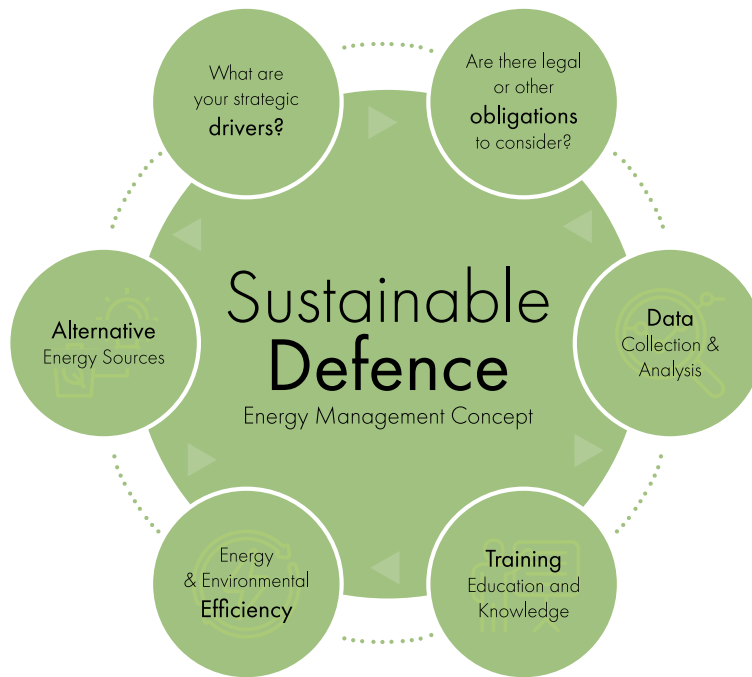 What are
your strategic
drivers?
Are there legal
or other
obligations
to consider?
Alternative
Energy Sources
Sustainable
Defence
Energy Management Concept
Data
Collection &
Analysis
Energy
& Environmental
Efficiency
Training
Education and
Knowledge